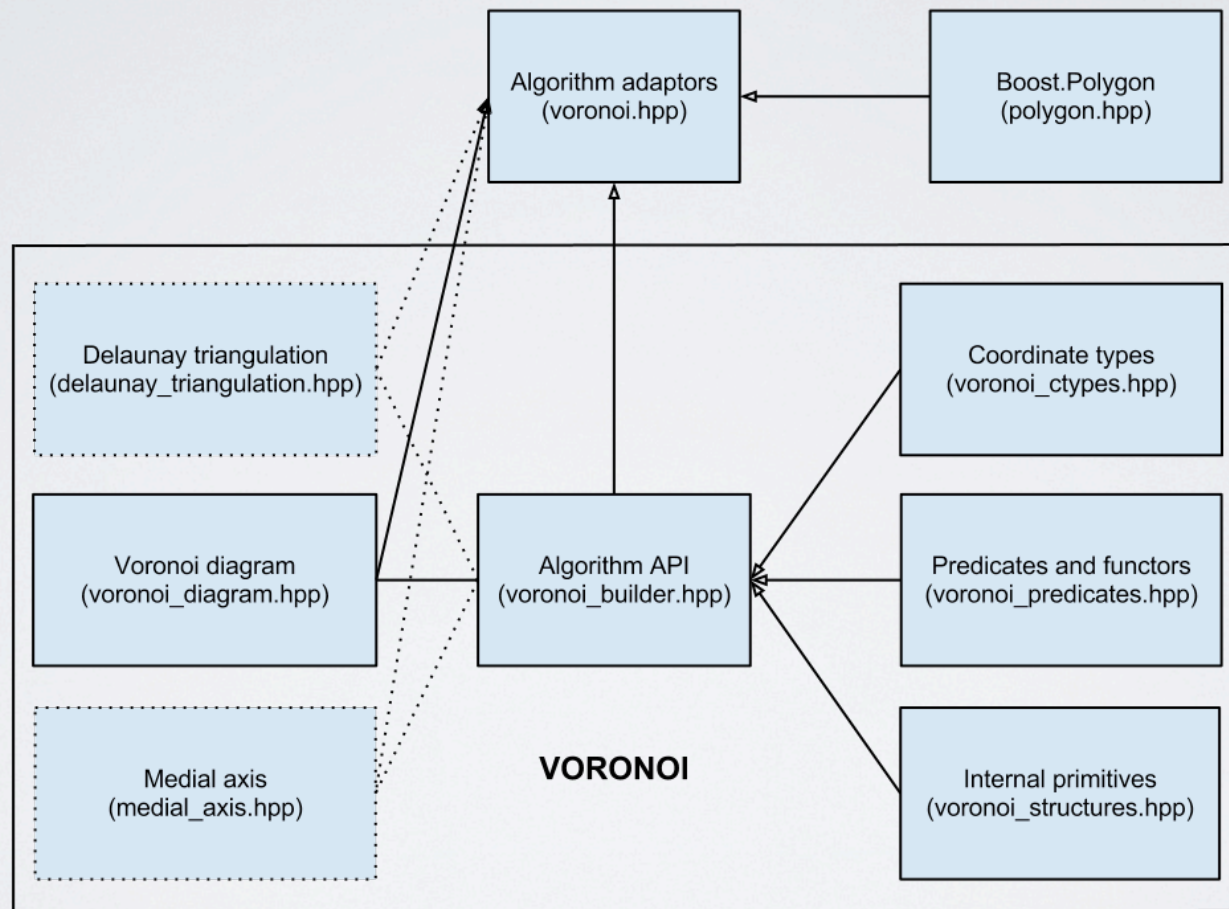 Algorithm adaptors
(voronoi.hpp)
Boost.Polygon
(polygon.hpp)
Delaunay triangulation
(delaunay_triangulation.hpp)
Coordinate types
(voronoi_ctypes.hpp)
Voronoi diagram
(voronoi_diagram.hpp)
Algorithm API
(voronoi_builder.hpp)
Predicates and functors
(voronoi_predicates.hpp)
Medial axis
(medial_axis.hpp)
VORONOI
Internal primitives
(voronoi_structures.hpp)